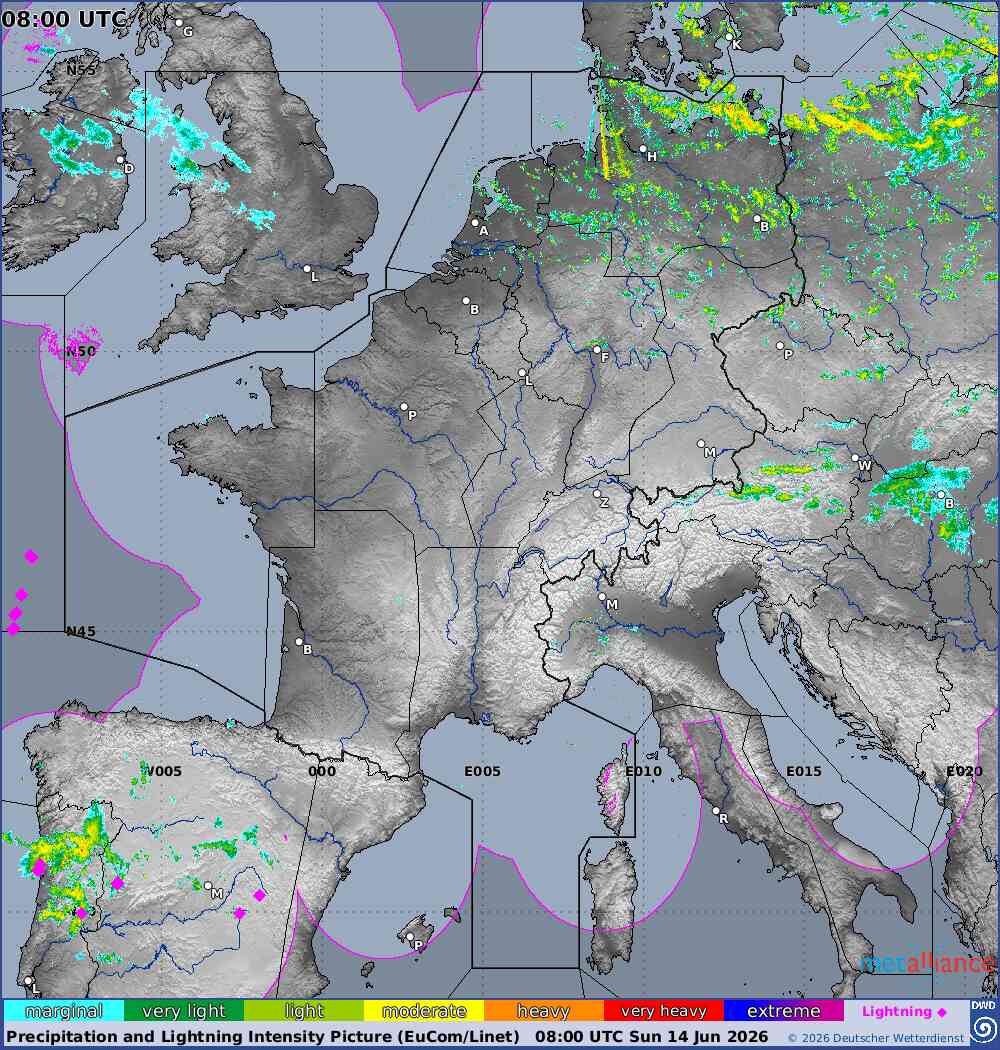 08:00 UTC
G
K
N55
H
D
A
B
L
B
N50
F
P
L
P
M
W
Z
B
M
N45
B
W005
000
E005
E010
E015
E020
R
M
P
L
metalliance
marginal very light light moderate heavy very heavy extreme Lightning ◆ DWD
Precipitation and Lightning Intensity Picture (EuCom/Linet) 08:00 UTC Sun 14 Jun 2026 © 2026 Deutscher Wetterdienst